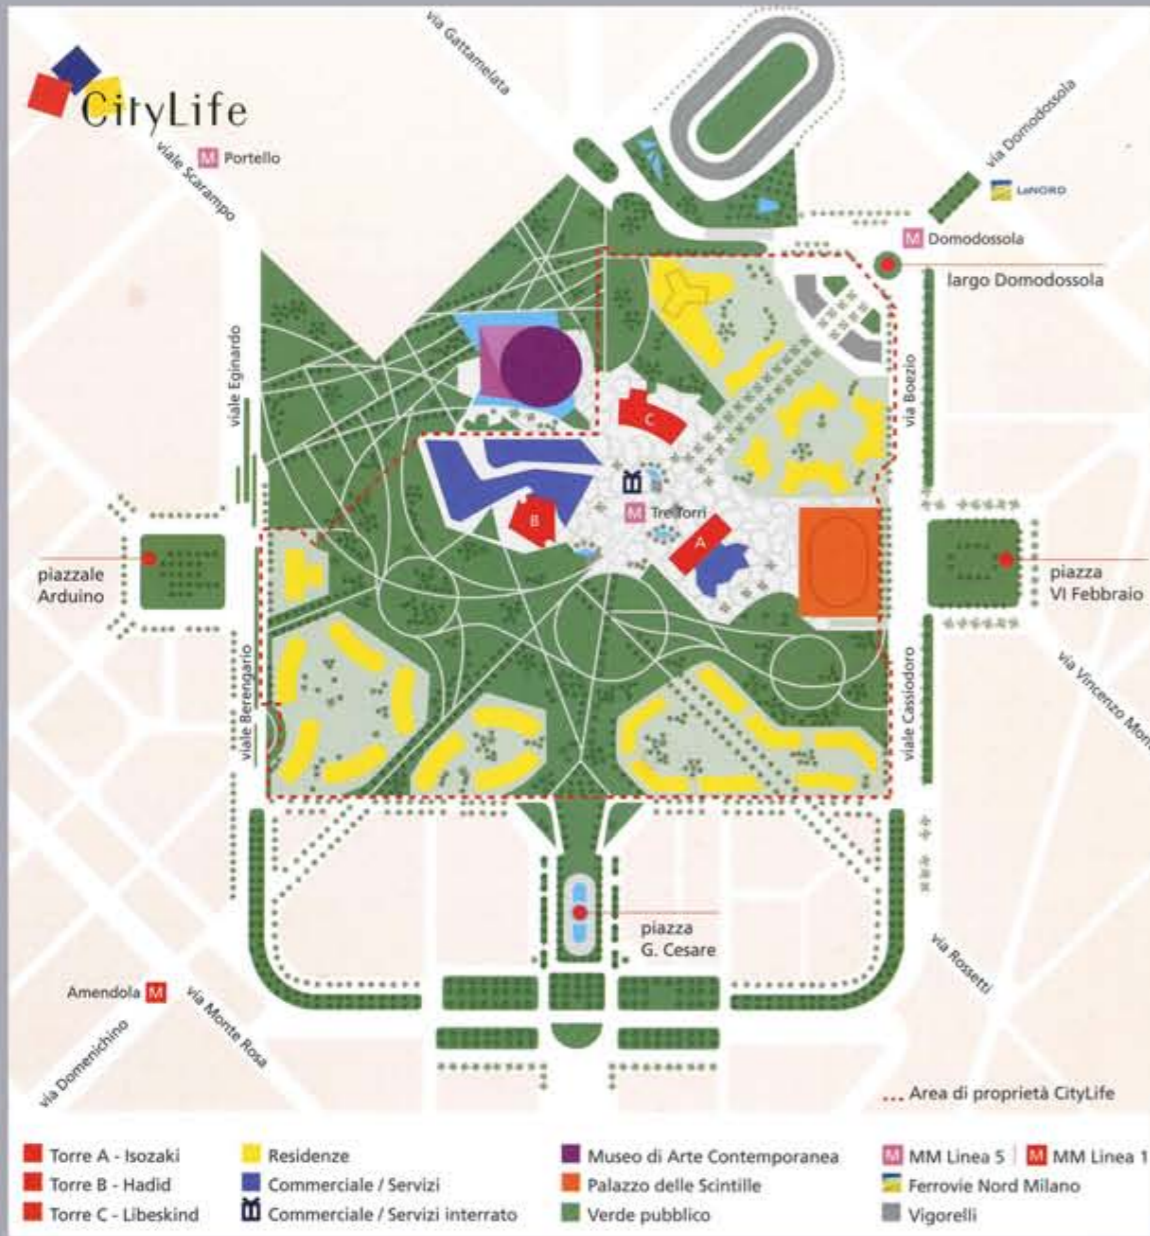 CityLife
via Gattamelata
viale Scarampo
M Portello
via Domodossola
LeNORD
M Domodossola
largo Domodossola
viale Eginardo
via Boezio
C
B
M Tre Torri
A
piazzale
Arduino
piazza
VI Febbraio
viale Berengario
viale Cassiodoro
via Vincenzo Mon
piazza
G. Cesare
via Rossetti
Amendola M
via Monte Rosa
via Domenichino
Area di proprietà CityLife
Torre A - Isozaki
Torre B - Hadid
Torre C - Libeskind
Residenze
Commerciale / Servizi
Commerciale / Servizi interrato
Museo di Arte Contemporanea
Palazzo delle Scintille
Verde pubblico
M MM Linea 5 | M MM Linea 1
Ferrovie Nord Milano
Vigorelli